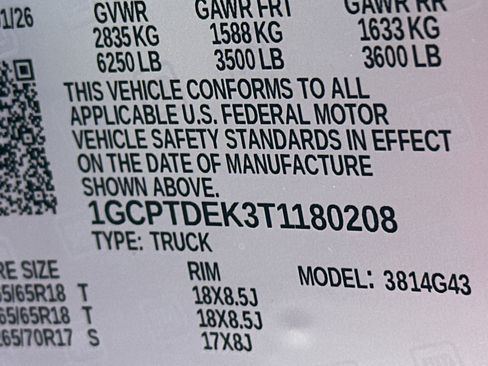 1/26
GVWR GAWR FRT GAWR RR
2835 KG 1588 KG 1633 KG
6250 LB 3500 LB 3600 LB
THIS VEHICLE CONFORMS TO ALL
APPLICABLE U.S. FEDERAL MOTOR
VEHICLE SAFETY STANDARDS IN EFFECT
ON THE DATE OF MANUFACTURE
SHOWN ABOVE.
1GCPTDEK3T1180208
TYPE: TRUCK
RE SIZE RIM MODEL: 3814G43
65/65R18 T 18X8.5J
65/65R18 T 18X8.5J
265/70R17 S 17X8J